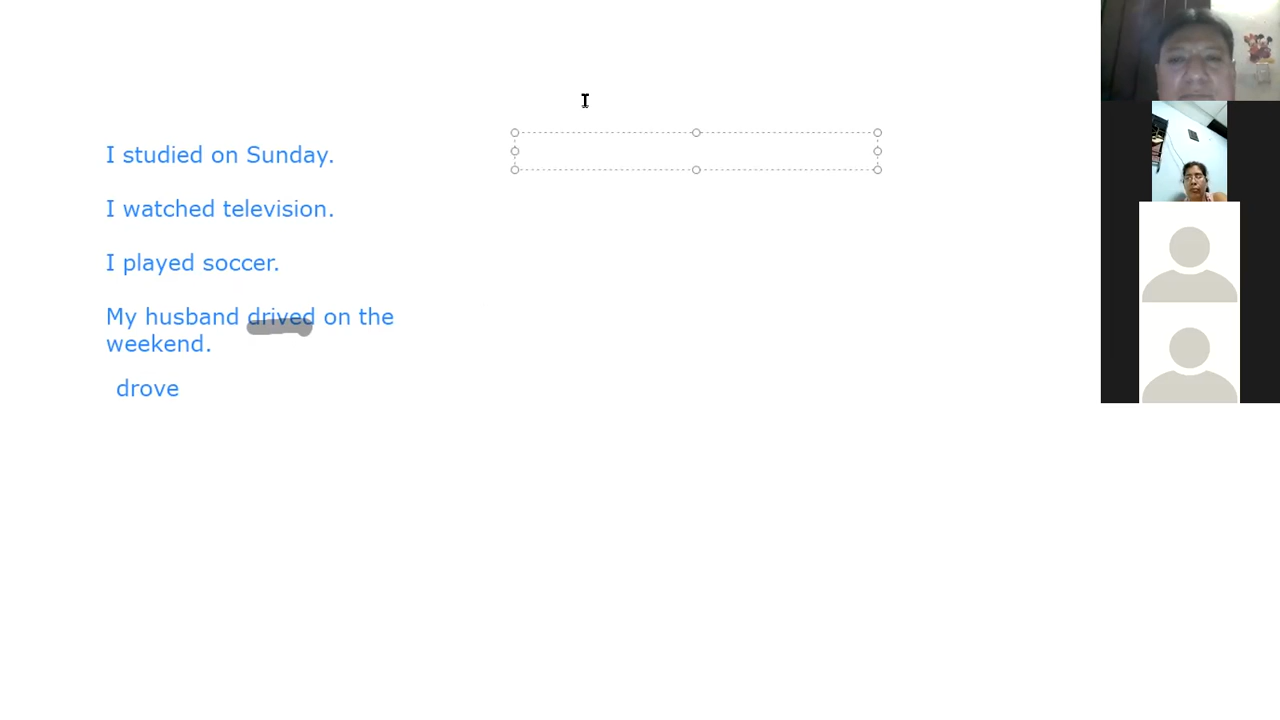 I studied on Sunday.
I watched television.
I played soccer.
My husband drived on the
weekend.
drove